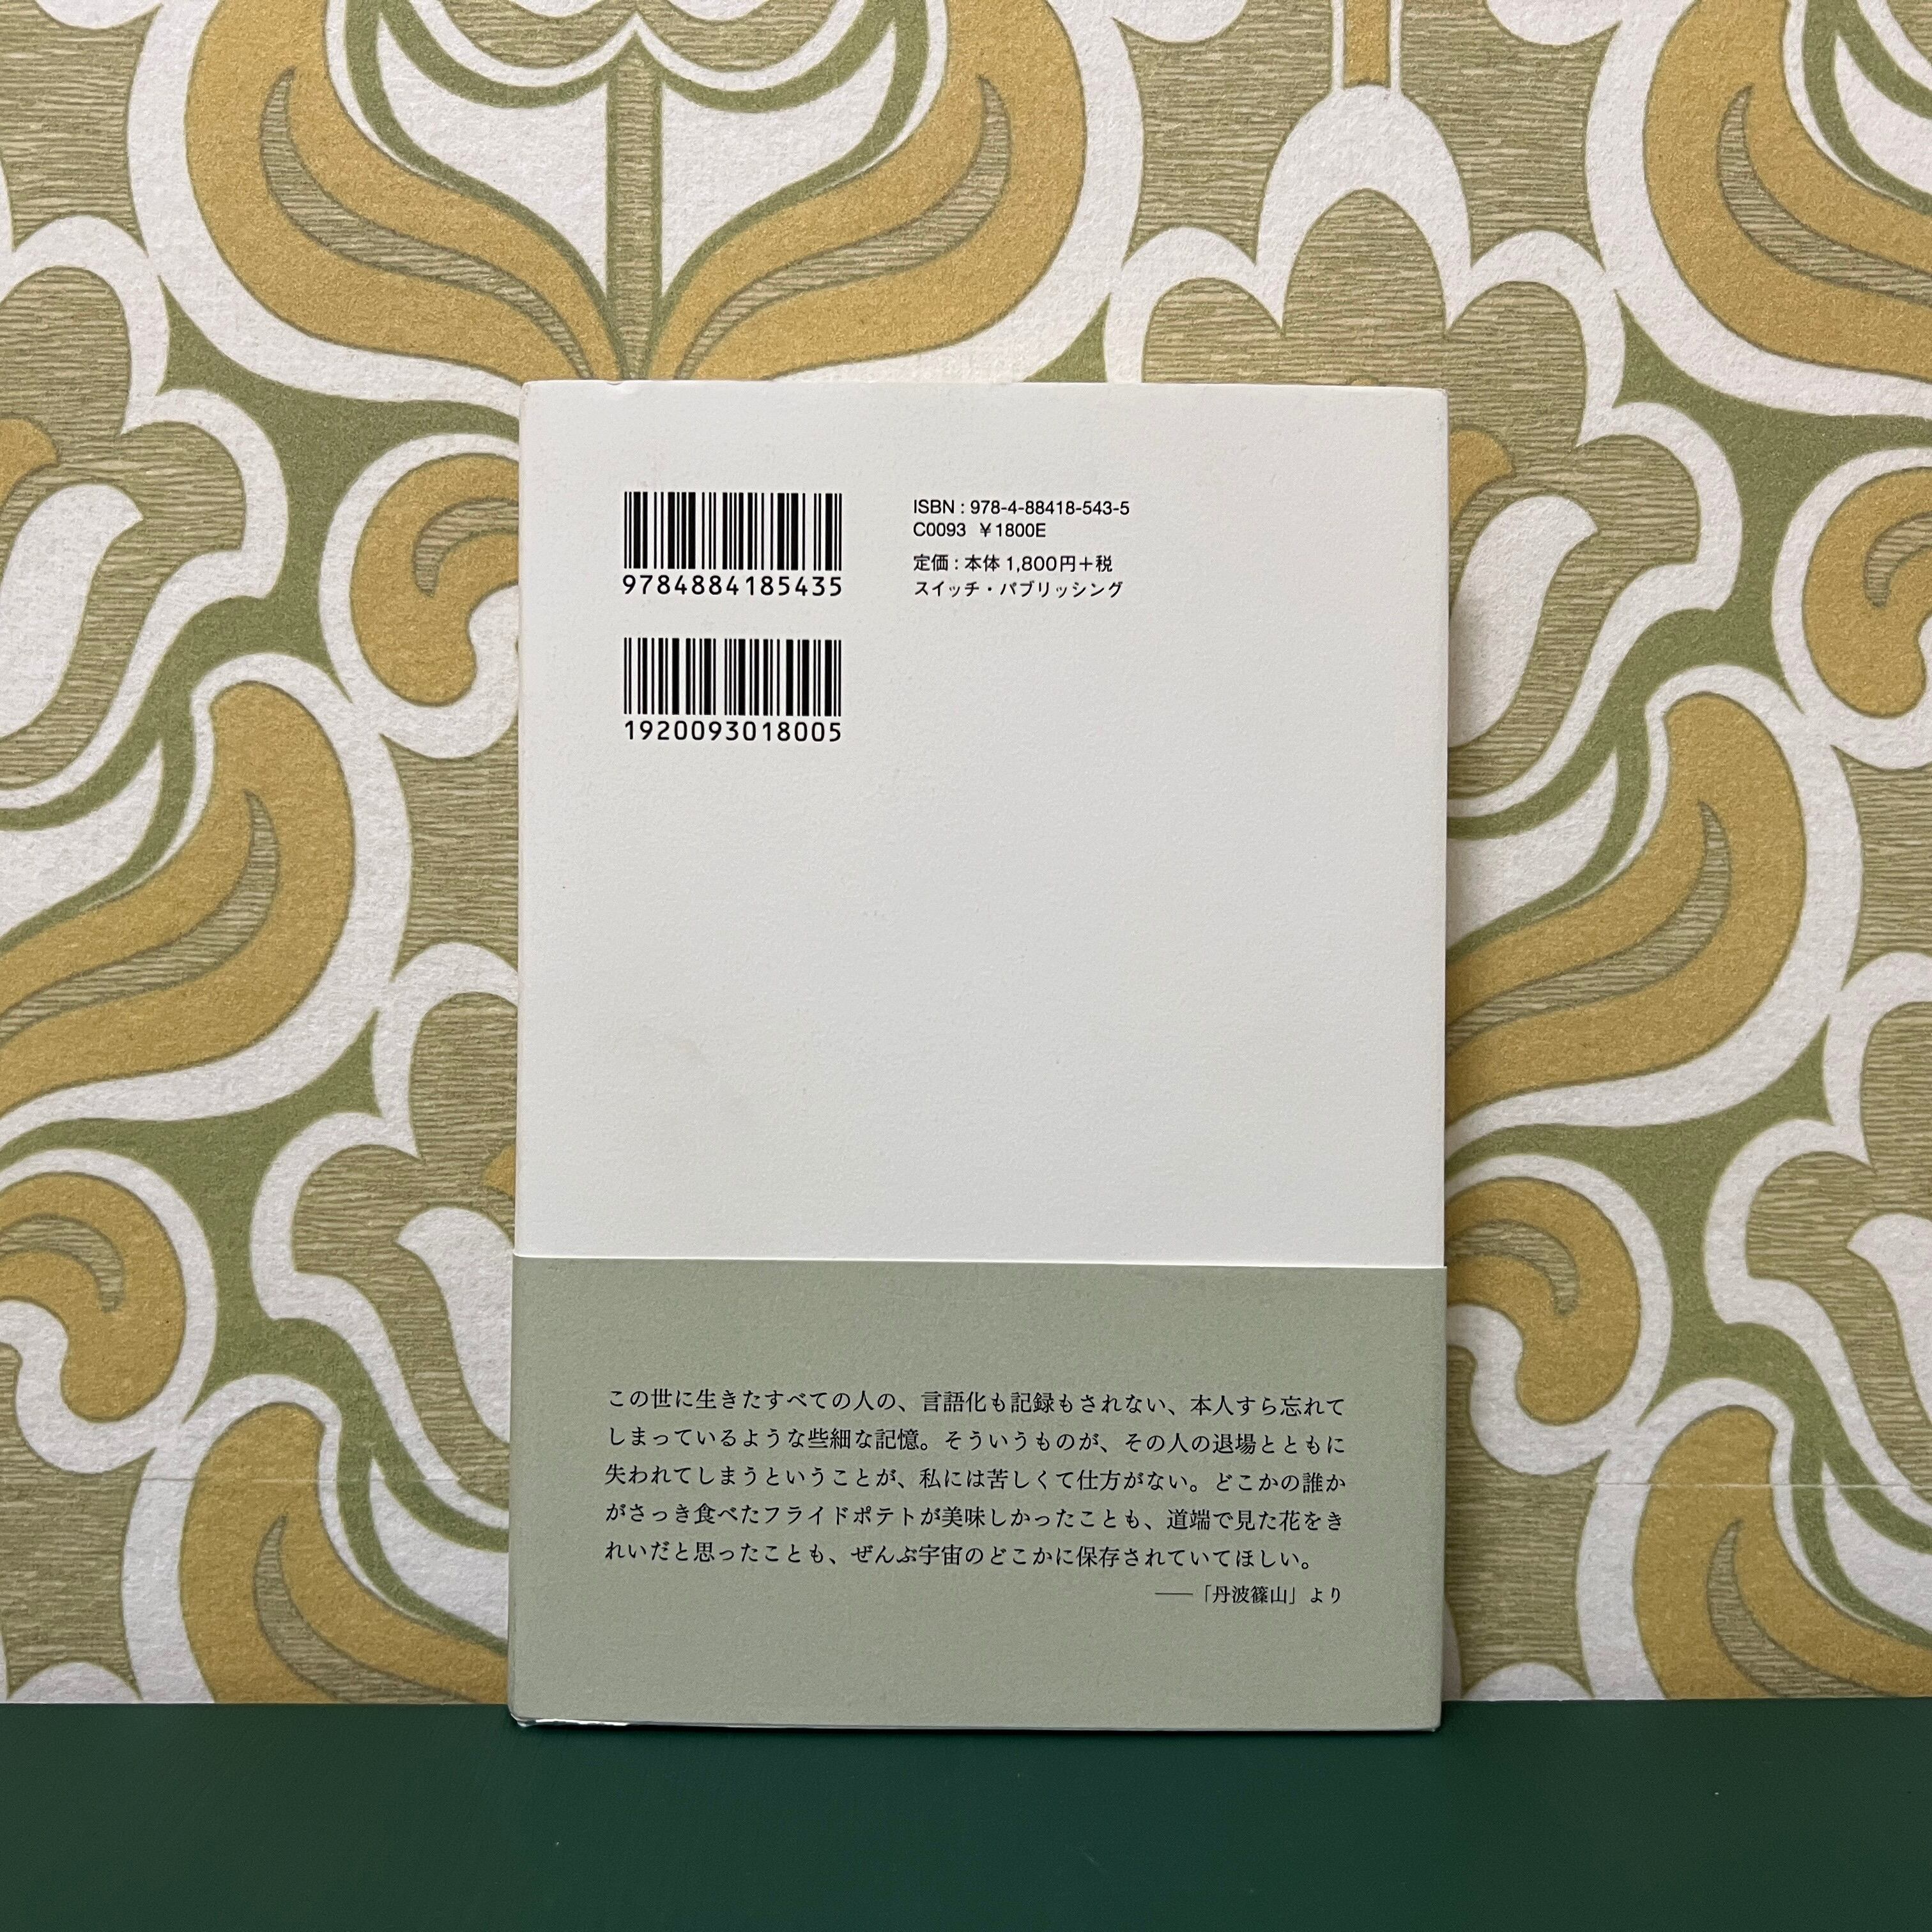 9784884185435
1920093018005
ISBN : 978-4-88418-543-5
C0093 ￥1800E
定価 : 本体 1,800円＋税
スイッチ・パブリッシング
この世に生きたすべての人の、言語化も記録もされない、本人すら忘れて
しまっているような些細な記憶。そういうものが、その人の退場とともに
失われてしまうということが、私には苦しくて仕方がない。どこかの誰か
がさっき食べたフライドポテトが美味しかったことも、道端で見た花をき
れいだと思ったことも、ぜんぶ宇宙のどこかに保存されていてほしい。
——「丹波篠山」より